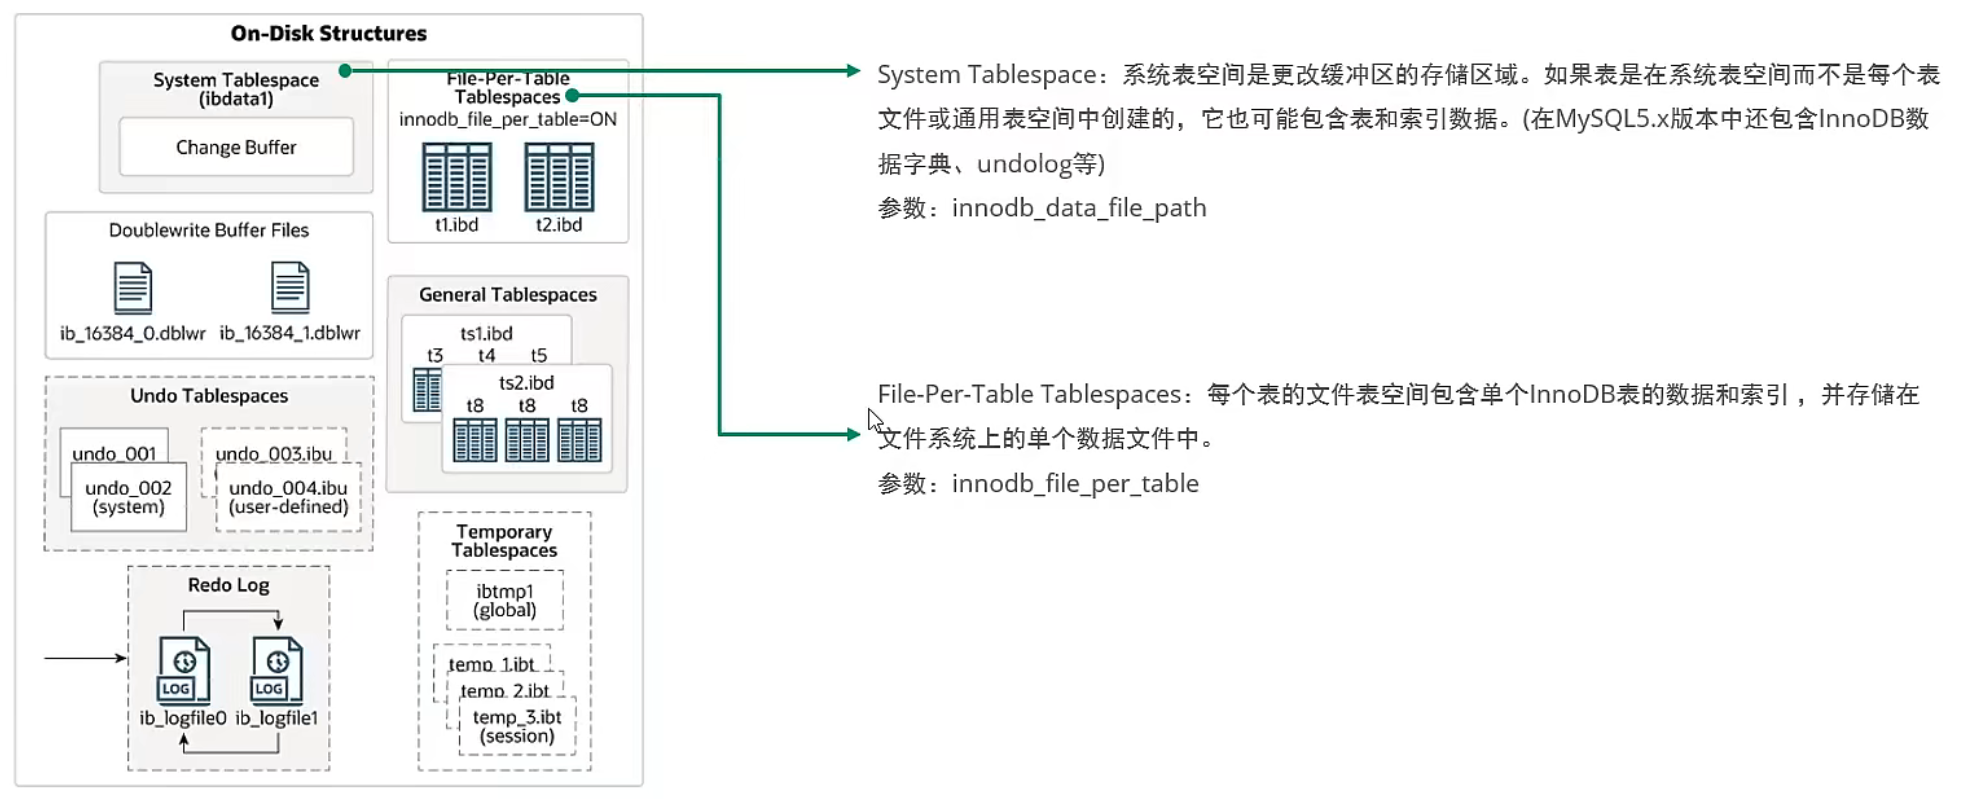 On-Disk Structures
System Tablespace
(ibdata1)
Change Buffer
File-Per-Table
Tablespaces
innodb_file_per_table=ON
t1.ibd
t2.ibd
Doublewrite Buffer Files
ib_16384_0.dblwr
ib_16384_1.dblwr
General Tablespaces
ts1.ibd
t3 t4 t5
ts2.ibd
t8 t8 t8
Undo Tablespaces
undo_001
undo_002
(system)
undo_003.ibu
undo_004.ibu
(user-defined)
Temporary
Tablespaces
ibtmp1
(global)
temp_1.ibt
temp_2.ibt
temp_3.ibt
(session)
Redo Log
LOG
LOG
ib_logfile0
ib_logfile1
System Tablespace：系统表空间是更改缓冲区的存储区域。如果表是在系统表空间而不是每个表
文件或通用表空间中创建的，它也可能包含表和索引数据。(在MySQL5.x版本中还包含InnoDB数
据字典、undolog等)
参数：innodb_data_file_path
File-Per-Table Tablespaces：每个表的文件表空间包含单个InnoDB表的数据和索引 ，并存储在
文件系统上的单个数据文件中。
参数：innodb_file_per_table